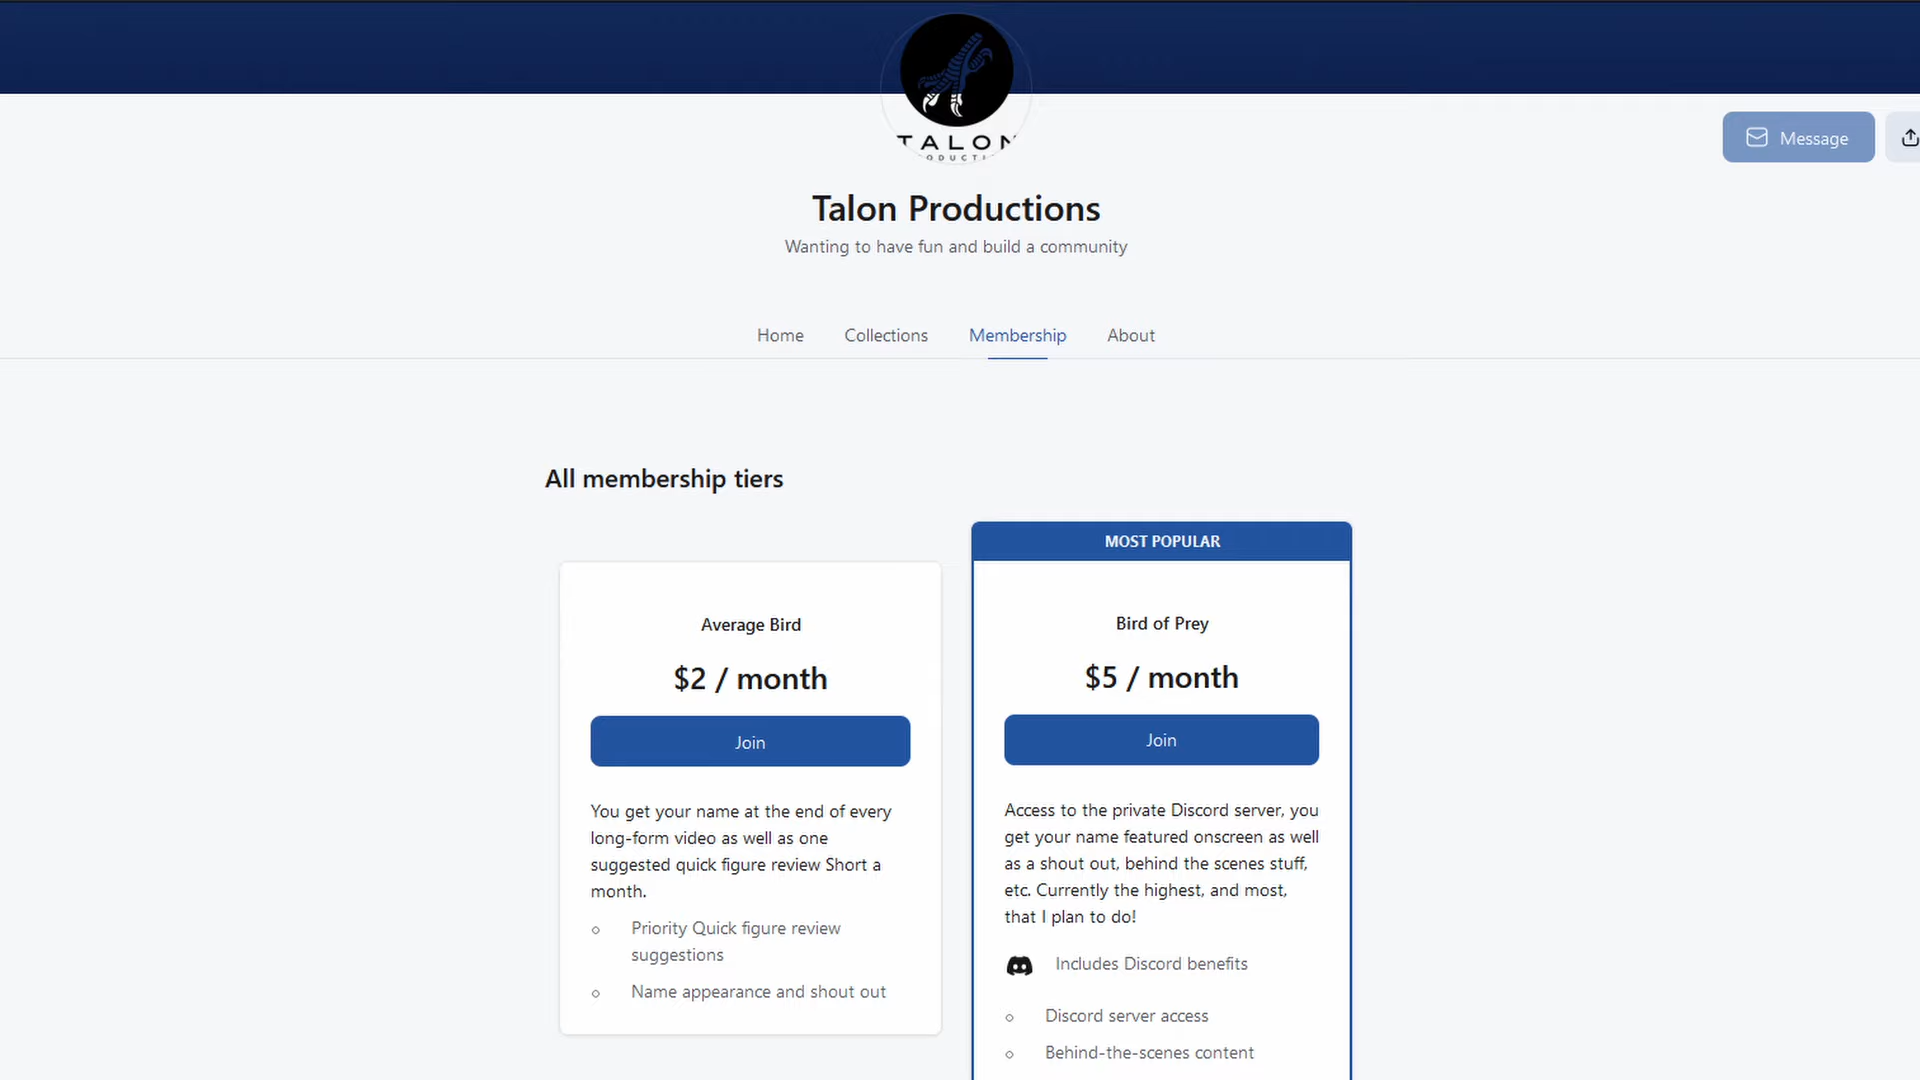 TALON
Message
Talon Productions
Wanting to have fun and build a community
Home
Collections
Membership
About
All membership tiers
Average Bird
$2 / month
Join
You get your name at the end of every
long-form video as well as one
suggested quick figure review Short a
month.
Priority Quick figure review
suggestions
Name appearance and shout out
MOST POPULAR
Bird of Prey
$5 / month
Join
Access to the private Discord server, you
get your name featured onscreen as well
as a shout out, behind the scenes stuff,
etc. Currently the highest, and most,
that I plan to do!
Includes Discord benefits
Discord server access
Behind-the-scenes content